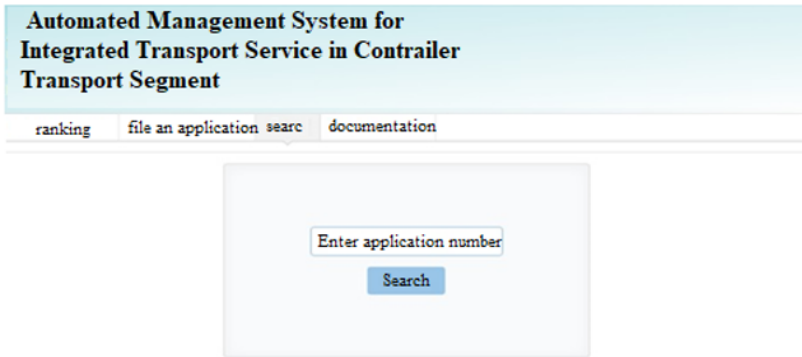 Automated Management System for
Integrated Transport Service in Contrailer
Transport Segment
ranking file an application searc documentation
Enter application number
Search